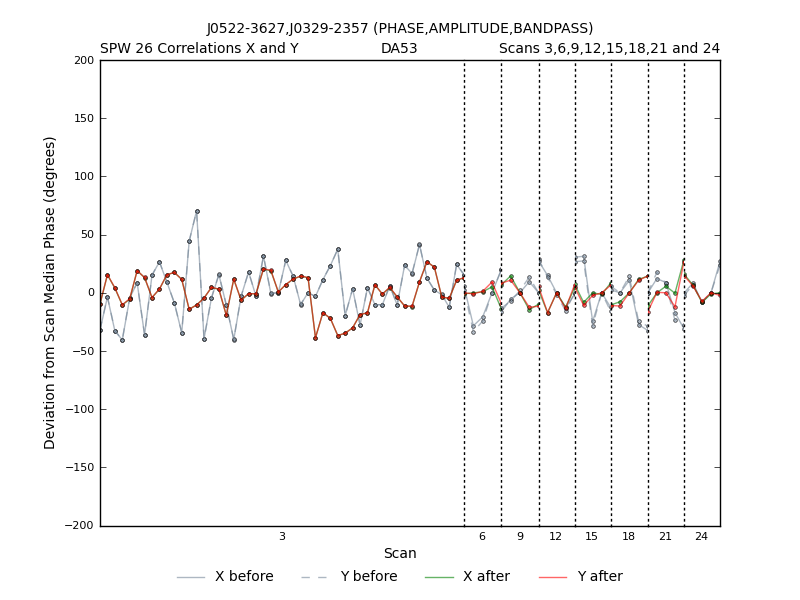 J0522-3627,J0329-2357 (PHASE,AMPLITUDE,BANDPASS)
SPW 26 Correlations X and Y DA53 Scans 3,6,9,12,15,18,21 and 24
200
150
100
50
0
−50
−100
−150
−200
Deviation from Scan Median Phase (degrees)
3 6 9 12 15 18 21 24
Scan
X before Y before X after Y after